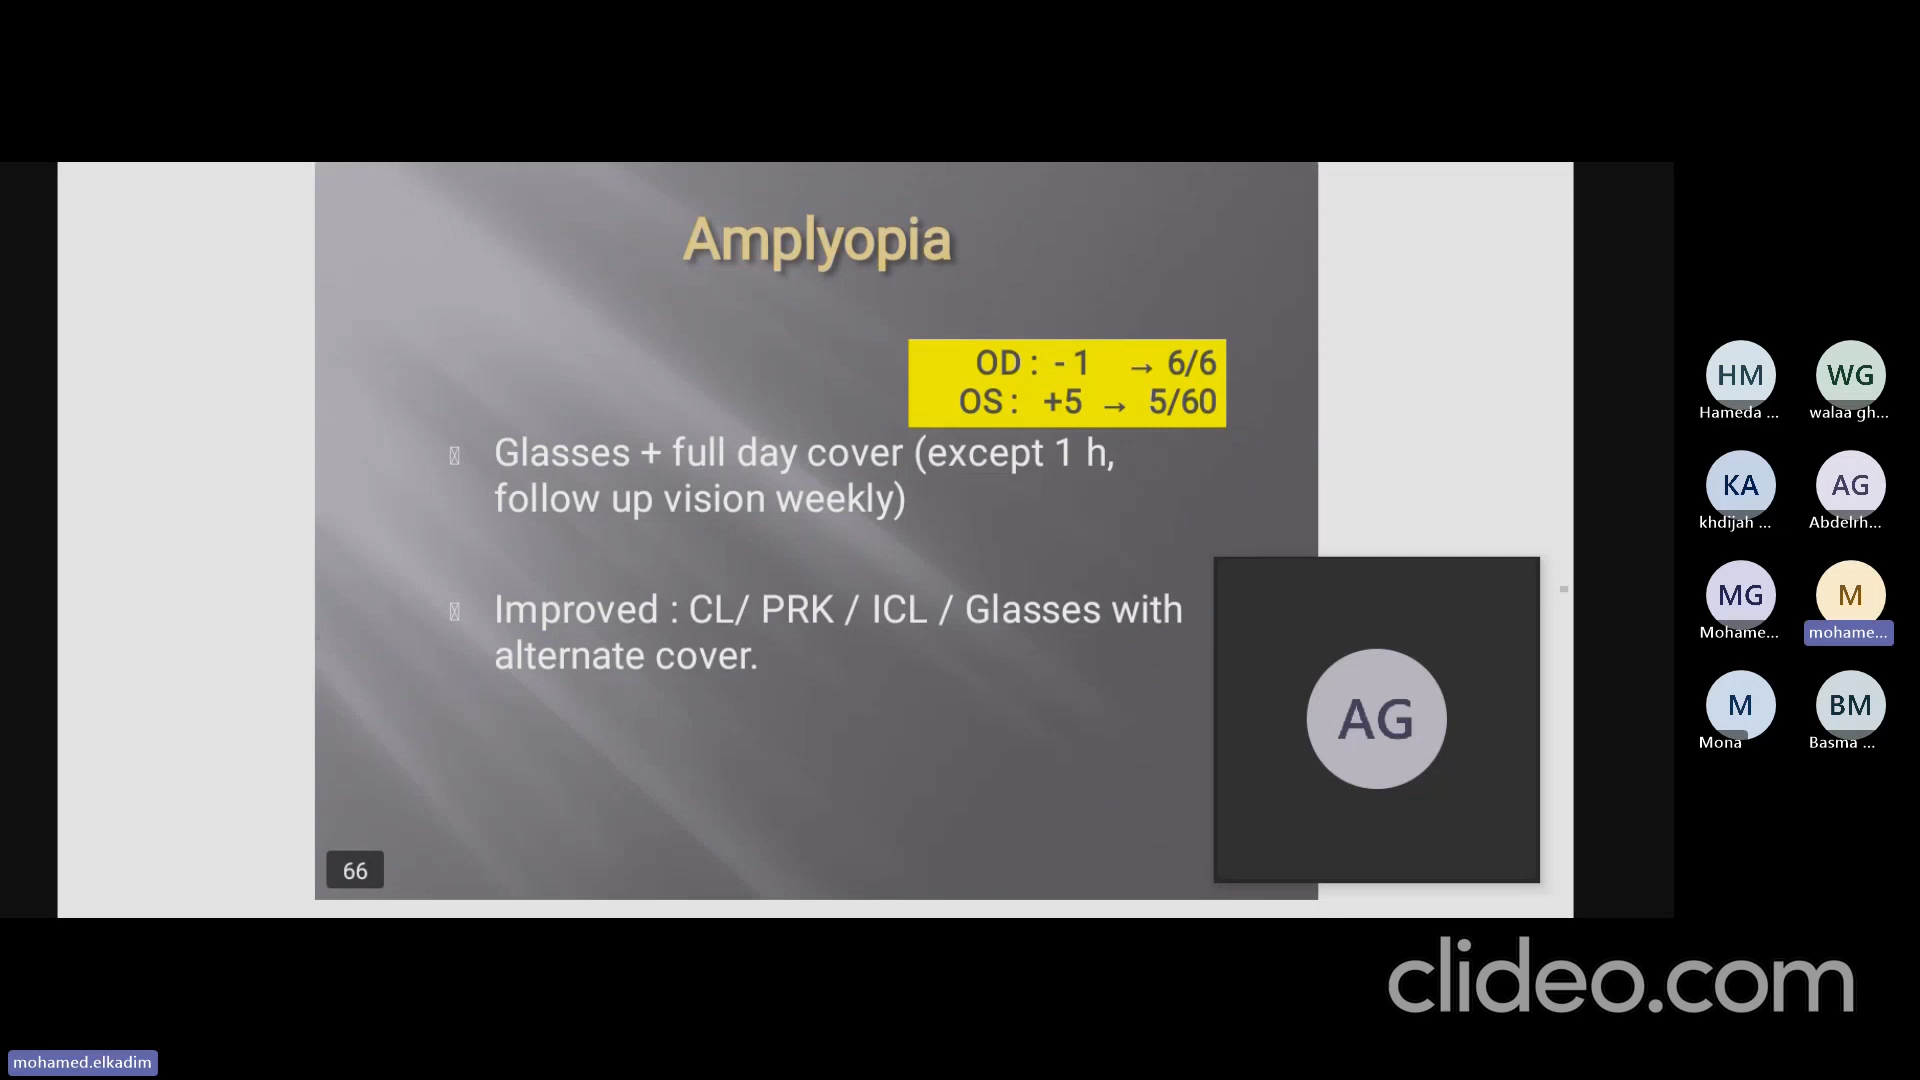 Amplyopia
OD : - 1 → 6/6
OS : +5 → 5/60
Glasses + full day cover (except 1 h,
follow up vision weekly)
Improved : CL/ PRK / ICL / Glasses with
alternate cover.
66
AG
HM
Hameda ...
WG
walaa gh...
KA
khdijah ...
AG
Abdelrh...
MG
Mohame...
M
mohame...
M
Mona
BM
Basma ...
clideo.com
mohamed.elkadim